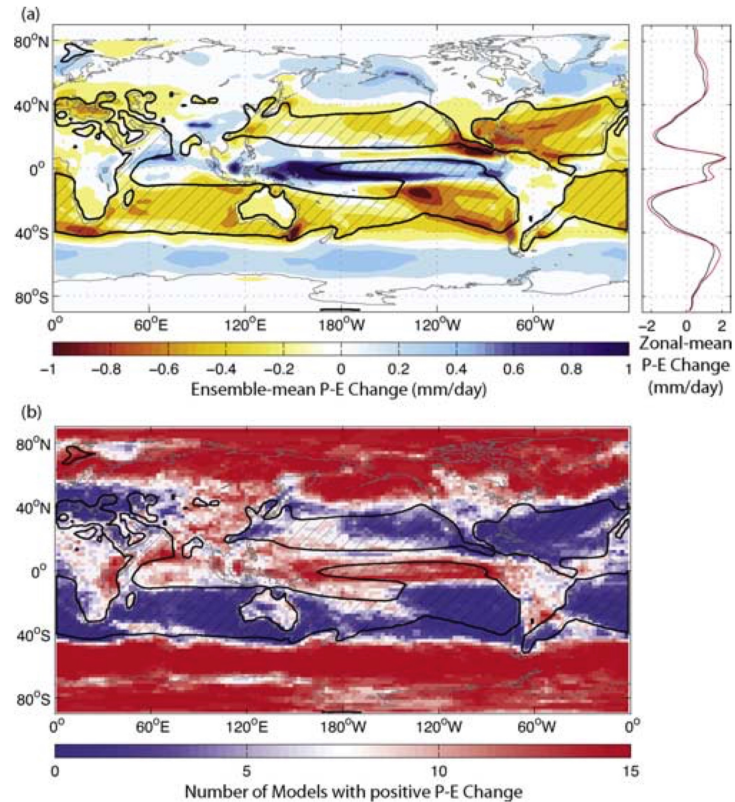 (a)
80°N
40°N
0°
40°S
80°S
0° 60°E 120°E 180°W 120°W 60°W
−2 0 2
−1 −0.8 −0.6 −0.4 −0.2 0 0.2 0.4 0.6 0.8 1
Ensemble-mean P-E Change (mm/day)
Zonal-mean
P-E Change
(mm/day)
(b)
80°N
40°N
0°
40°S
80°S
0° 60°E 120°E 180°W 120°W 60°W 0°
0 5 10 15
Number of Models with positive P-E Change